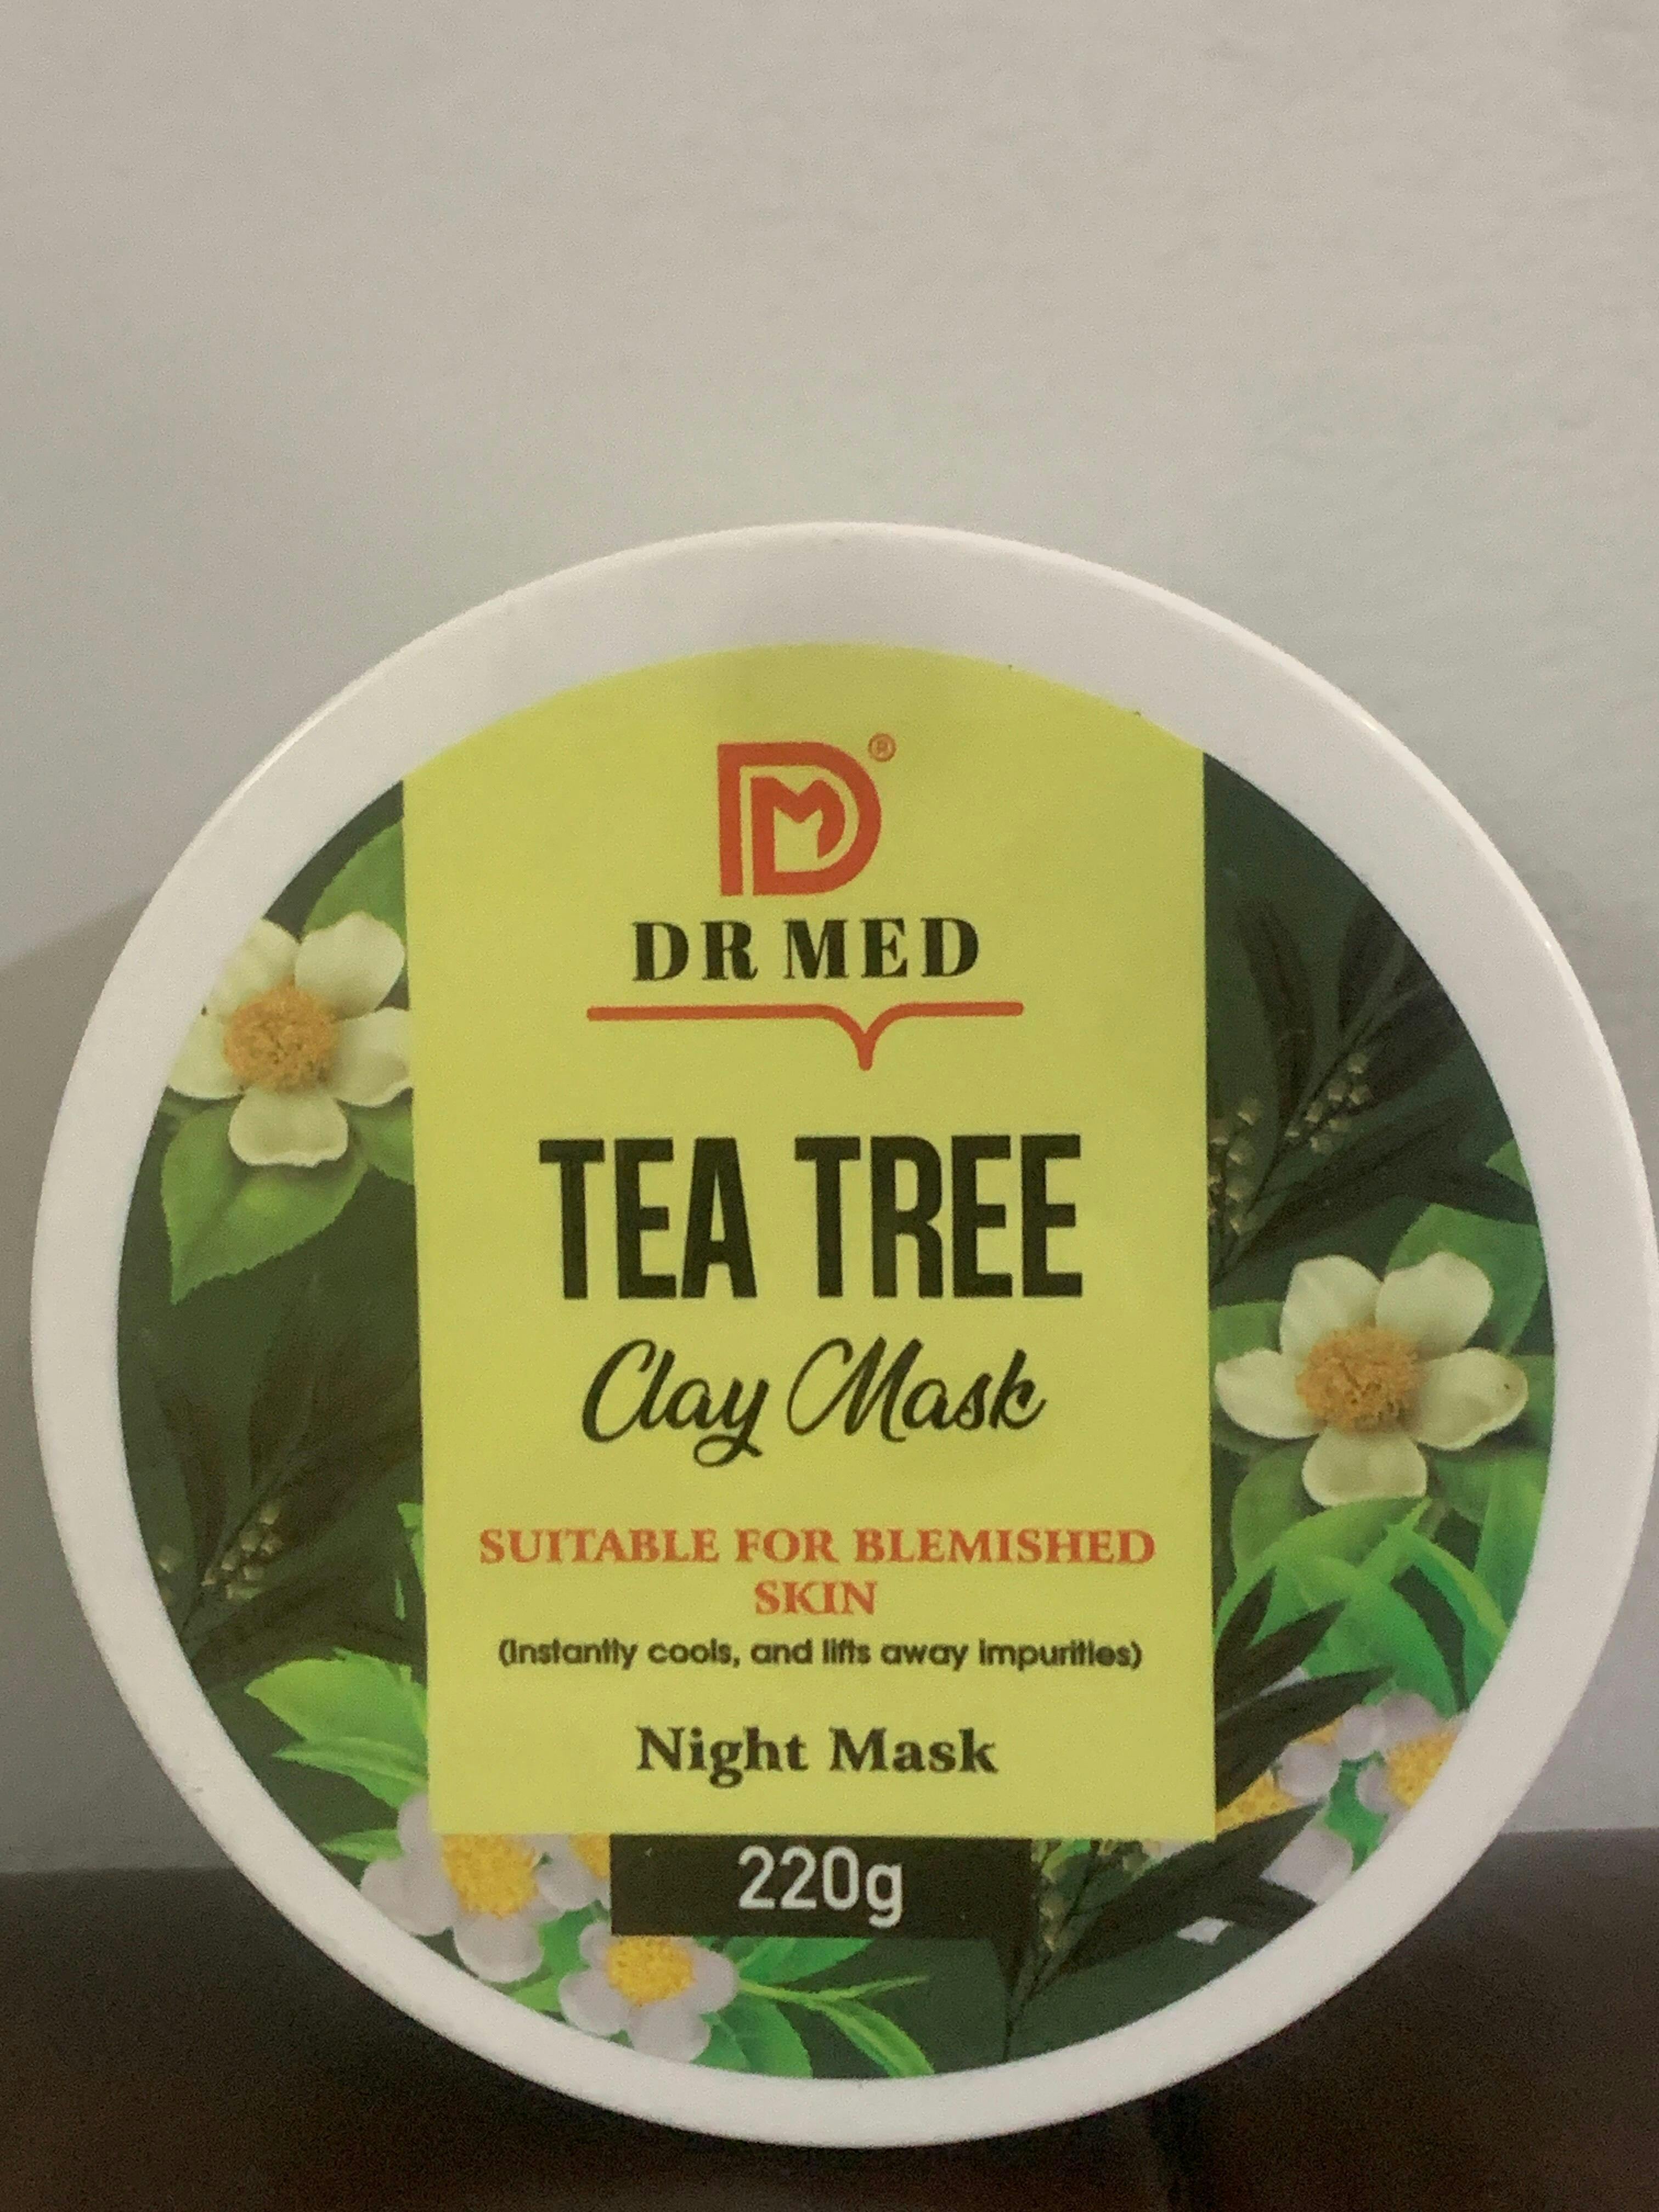 ®
DR MED
TEA TREE
Clay Mask
SUITABLE FOR BLEMISHED
SKIN
(Instantly cools, and lifts away impurities)
Night Mask
220g